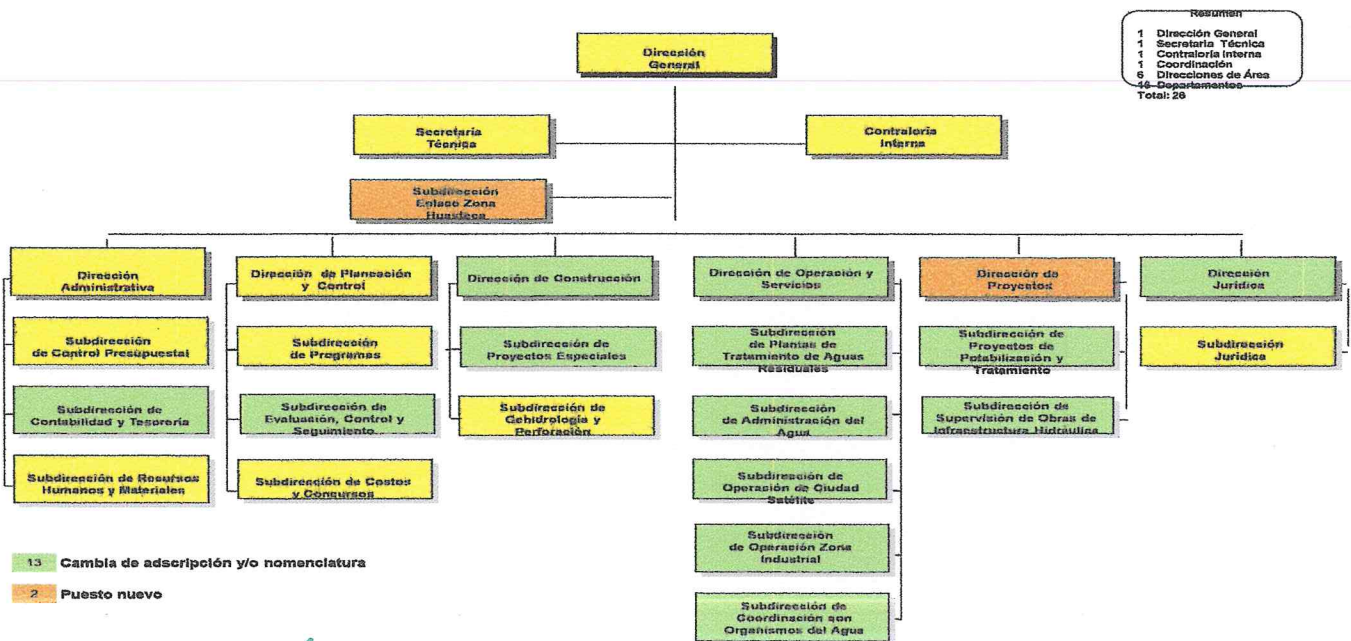 Resumen
1 Dirección General
1 Secretaria Técnica
1 Contraloría Interna
1 Coordinación
6 Direcciones de Área
16 Departamentos
Total: 26
Dirección
General
Secretaría
Técnica
Contraloría
Interna
Subdirección
Enlace Zona
Huasteca
Dirección
Administrativa
Subdirección
de Control Presupuestal
Subdirección de
Contabilidad y Tesorería
Subdirección de Recursos
Humanos y Materiales
Dirección de Planeación
y Control
Subdirección
de Programas
Subdirección de
Evaluación, Control y
Seguimiento
Subdirección de Costos
y Concursos
Dirección de Construcción
Subdirección de
Proyectos Especiales
Subdirección de
Gehidrología y
Perforación
Dirección de Operación y
Servicios
Subdirección
de Plantas de
Tratamiento de Aguas
Residuales
Subdirección
de Administración del
Agua
Subdirección de
Operación de Ciudad
Satélite
Subdirección
de Operación Zona
Industrial
Subdirección de
Coordinación con
Organismos del Agua
Dirección de
Proyectos
Subdirección de
Proyectos de
Potabilización y
Tratamiento
Subdirección de
Supervisión de Obras de
Infraestructura Hidráulica
Dirección
Jurídica
Subdirección
Jurídica
13 Cambia de adscripción y/o nomenclatura
2 Puesto nuevo